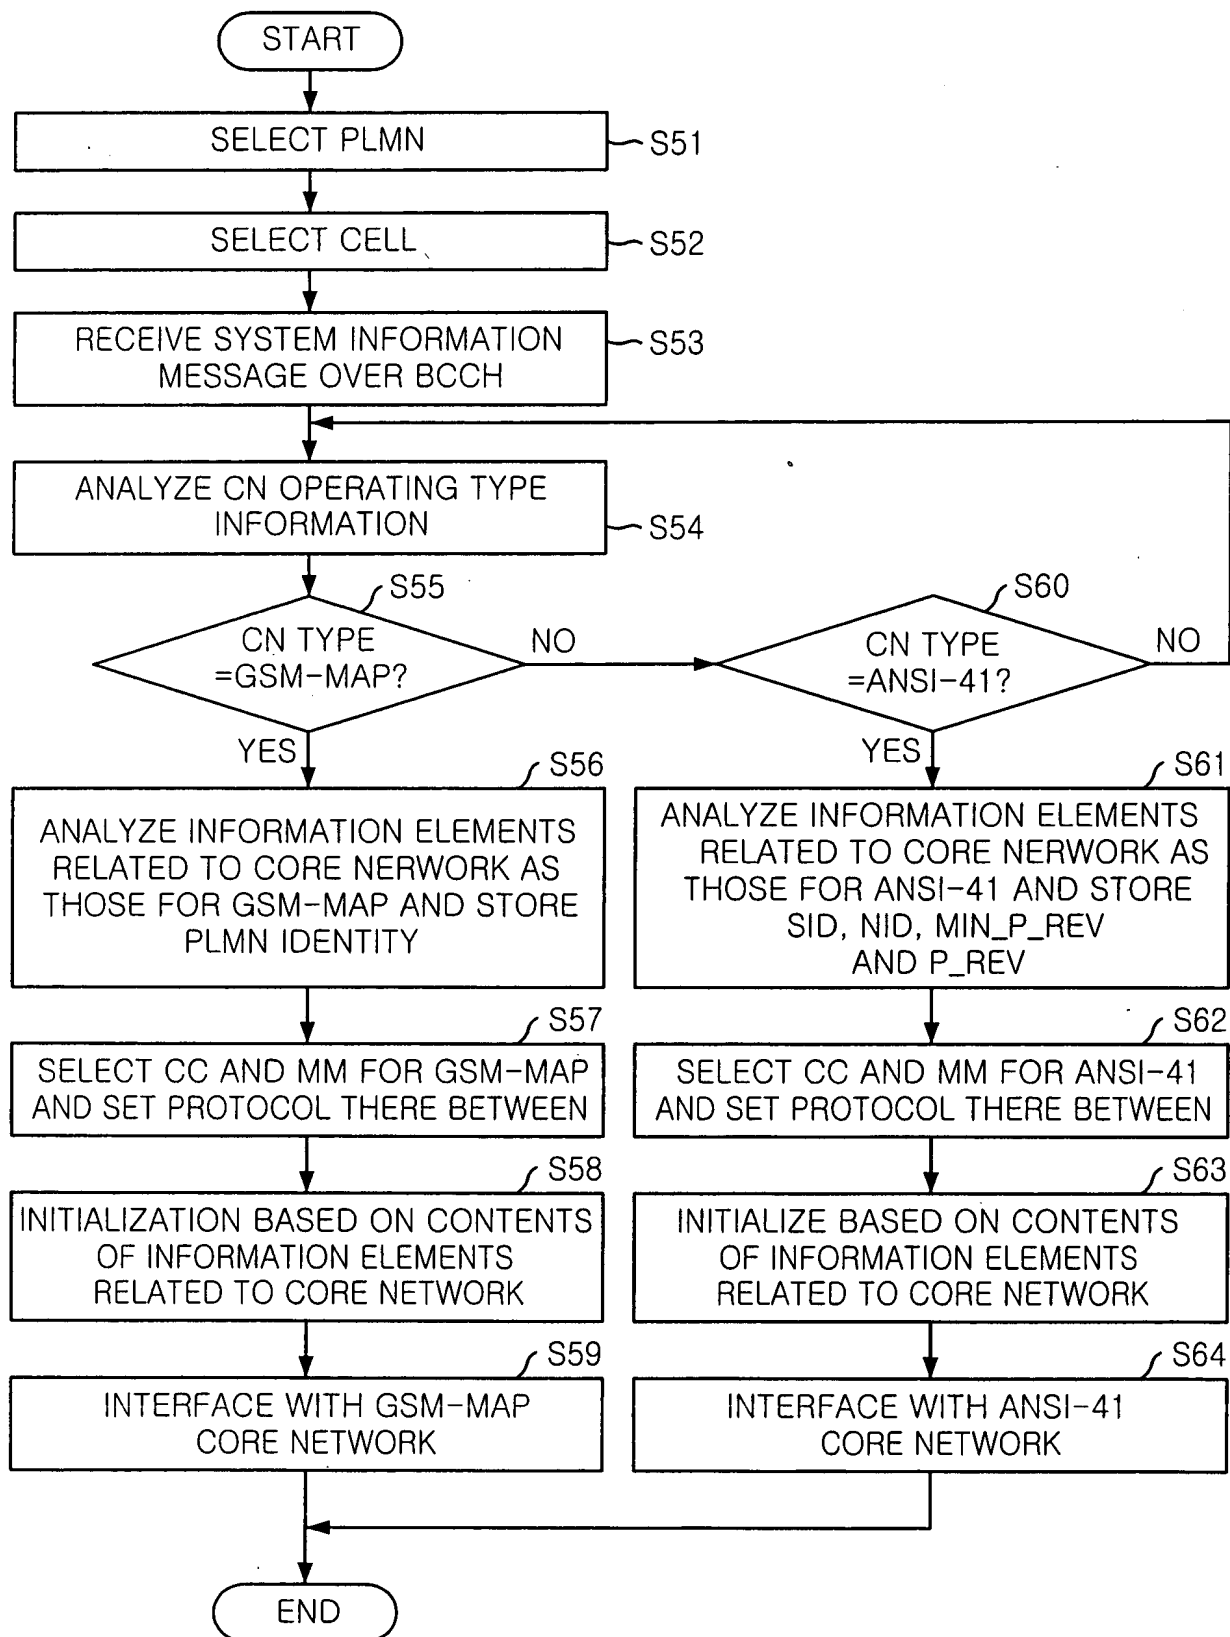 START
SELECT PLMN
S51
SELECT CELL
S52
RECEIVE SYSTEM INFORMATION
MESSAGE OVER BCCH
S53
ANALYZE CN OPERATING TYPE
INFORMATION
S54
S55
CN TYPE
=GSM-MAP?
NO
YES
S60
CN TYPE
=ANSI-41?
NO
YES
S56
ANALYZE INFORMATION ELEMENTS
RELATED TO CORE NERWORK AS
THOSE FOR GSM-MAP AND STORE
PLMN IDENTITY
S61
ANALYZE INFORMATION ELEMENTS
RELATED TO CORE NERWORK AS
THOSE FOR ANSI-41 AND STORE
SID, NID, MIN_P_REV
AND P_REV
S57
SELECT CC AND MM FOR GSM-MAP
AND SET PROTOCOL THERE BETWEEN
S62
SELECT CC AND MM FOR ANSI-41
AND SET PROTOCOL THERE BETWEEN
S58
INITIALIZATION BASED ON CONTENTS
OF INFORMATION ELEMENTS
RELATED TO CORE NETWORK
S63
INITIALIZE BASED ON CONTENTS
OF INFORMATION ELEMENTS
RELATED TO CORE NETWORK
S59
INTERFACE WITH GSM-MAP
CORE NETWORK
S64
INTERFACE WITH ANSI-41
CORE NETWORK
END